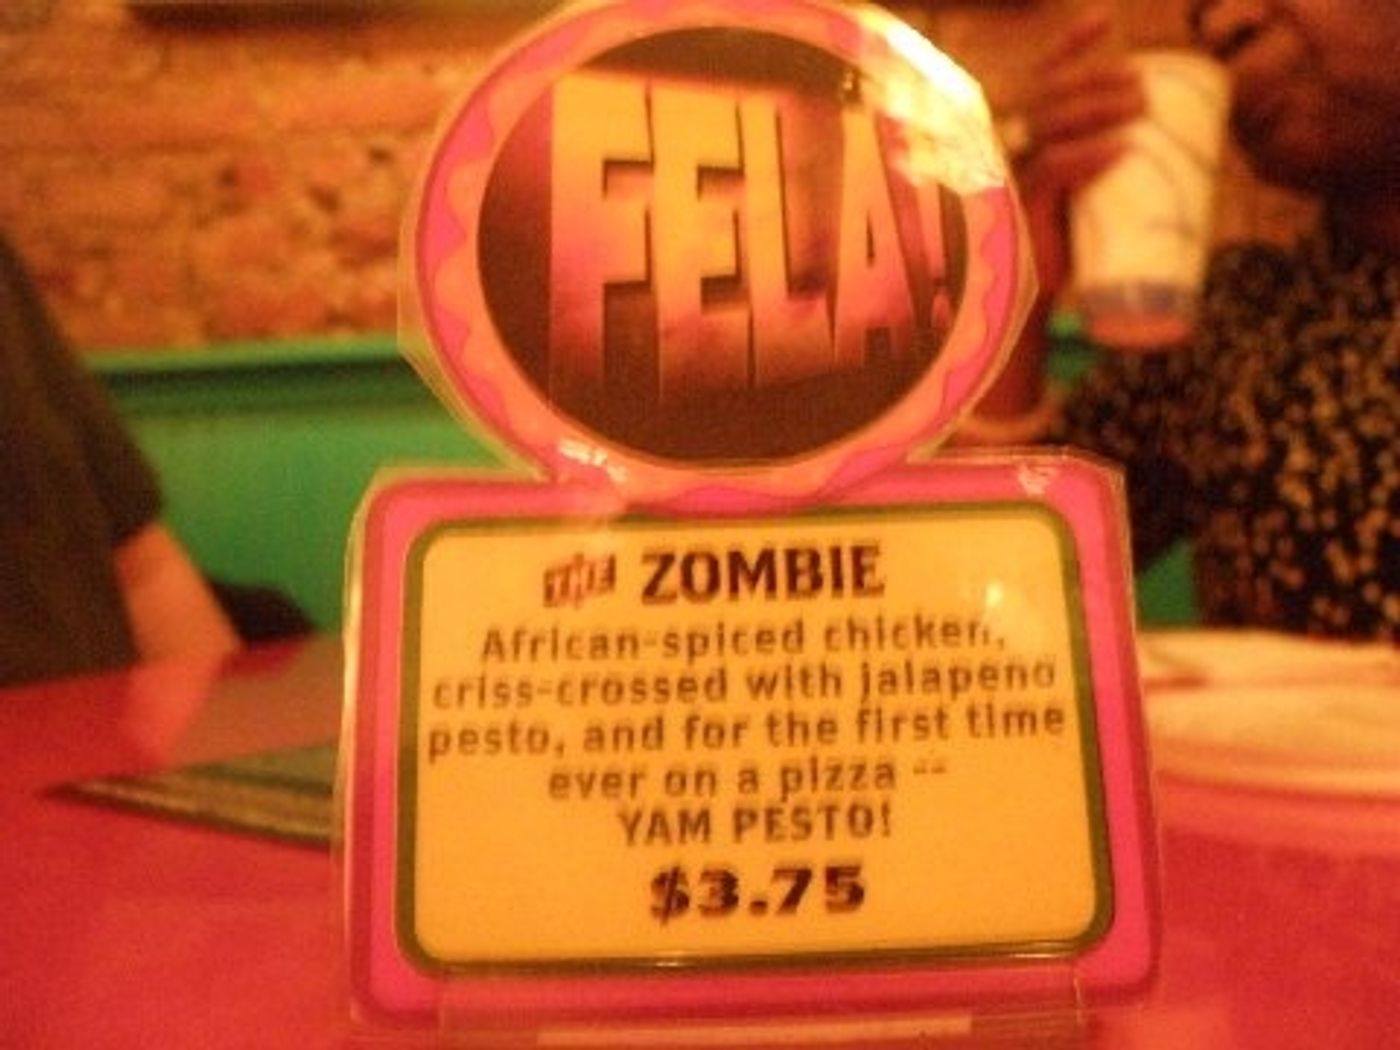 FELA!
THE ZOMBIE
African-spiced chicken,
criss-crossed with jalapeno
pesto, and for the first time
ever on a pizza --
YAM PESTO!
$3.75